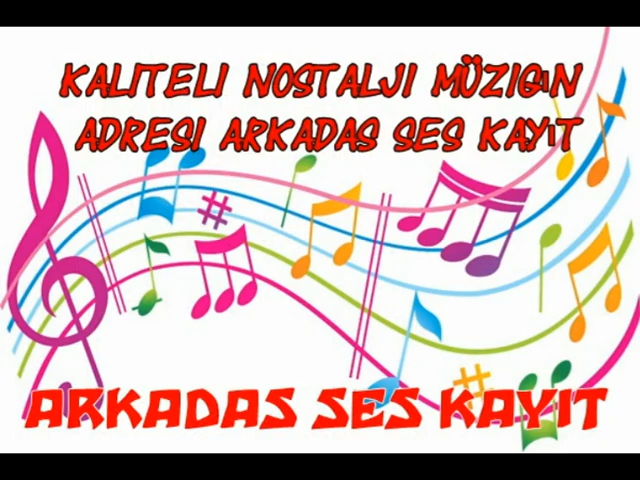 KALITELI NOSTALJI MÜZIGIN
ADRESI ARKADAS SES KAYIT
ARKADAS SES KAYIT